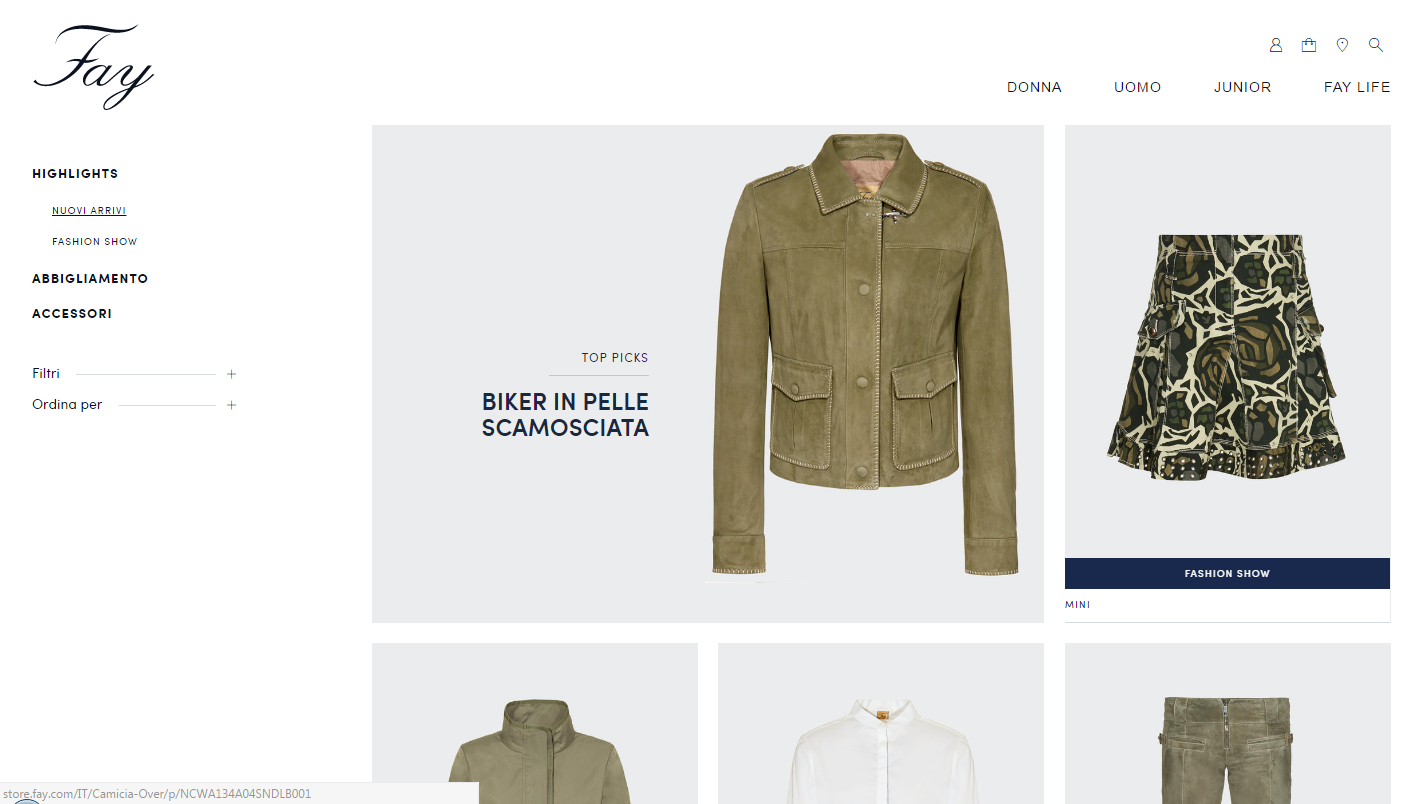 Fay
DONNA
UOMO
JUNIOR
FAY LIFE
HIGHLIGHTS
NUOVI ARRIVI
FASHION SHOW
ABBIGLIAMENTO
ACCESSORI
Filtri
Ordina per
TOP PICKS
BIKER IN PELLE
SCAMOSCIATA
FASHION SHOW
MINI
store.fay.com/IT/Camicia-Over/p/NCWA134A04SNDLB001